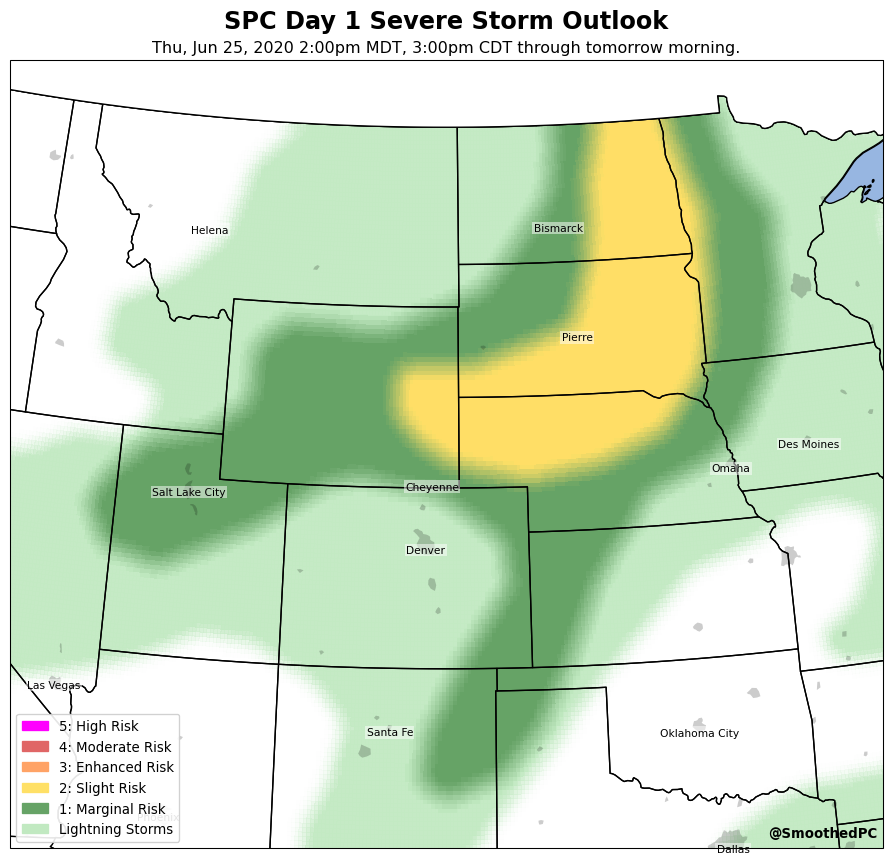 SPC Day 1 Severe Storm Outlook
Thu, Jun 25, 2020 2:00pm MDT, 3:00pm CDT through tomorrow morning.
Helena
Bismarck
Pierre
Des Moines
Omaha
Salt Lake City
Cheyenne
Denver
Las Vegas
Santa Fe
Oklahoma City
5: High Risk
4: Moderate Risk
3: Enhanced Risk
2: Slight Risk
1: Marginal Risk
Phoenix
Lightning Storms
@SmoothedPC
Dallas